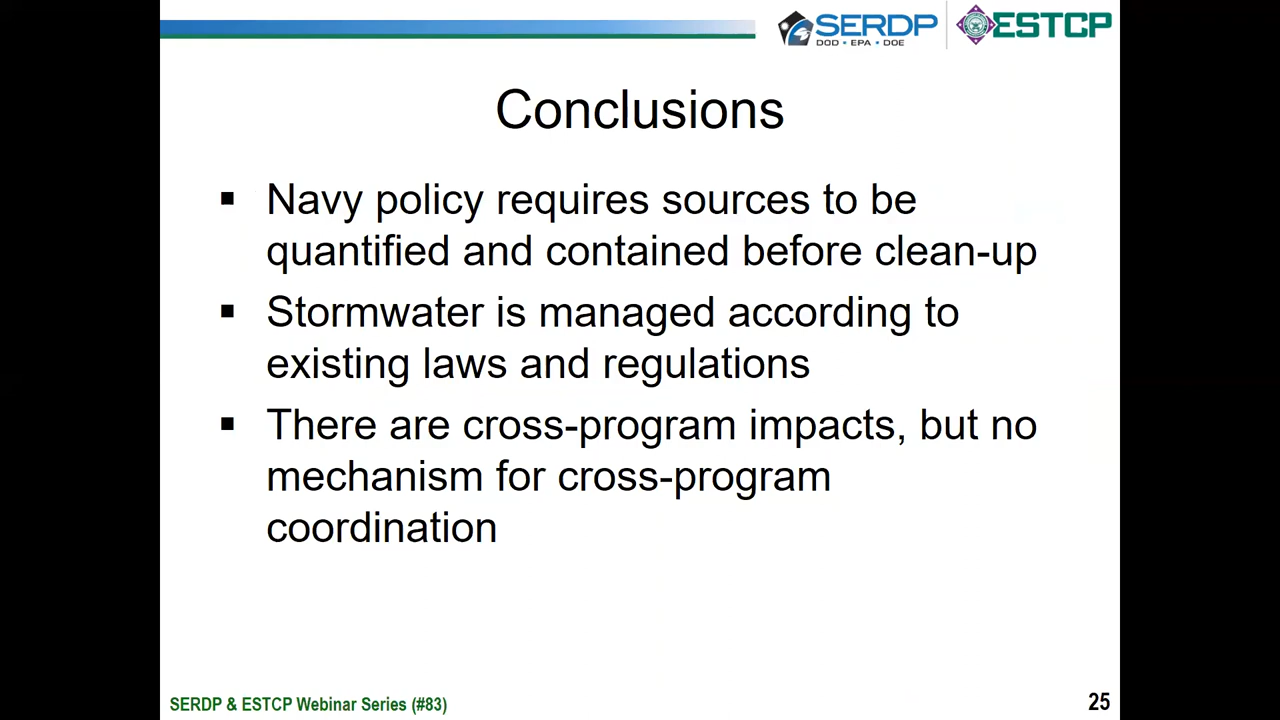 SERDP
DOD • EPA • DOE
ESTCP
Conclusions
▪ Navy policy requires sources to be
quantified and contained before clean-up
▪ Stormwater is managed according to
existing laws and regulations
▪ There are cross-program impacts, but no
mechanism for cross-program
coordination
SERDP & ESTCP Webinar Series (#83)
25